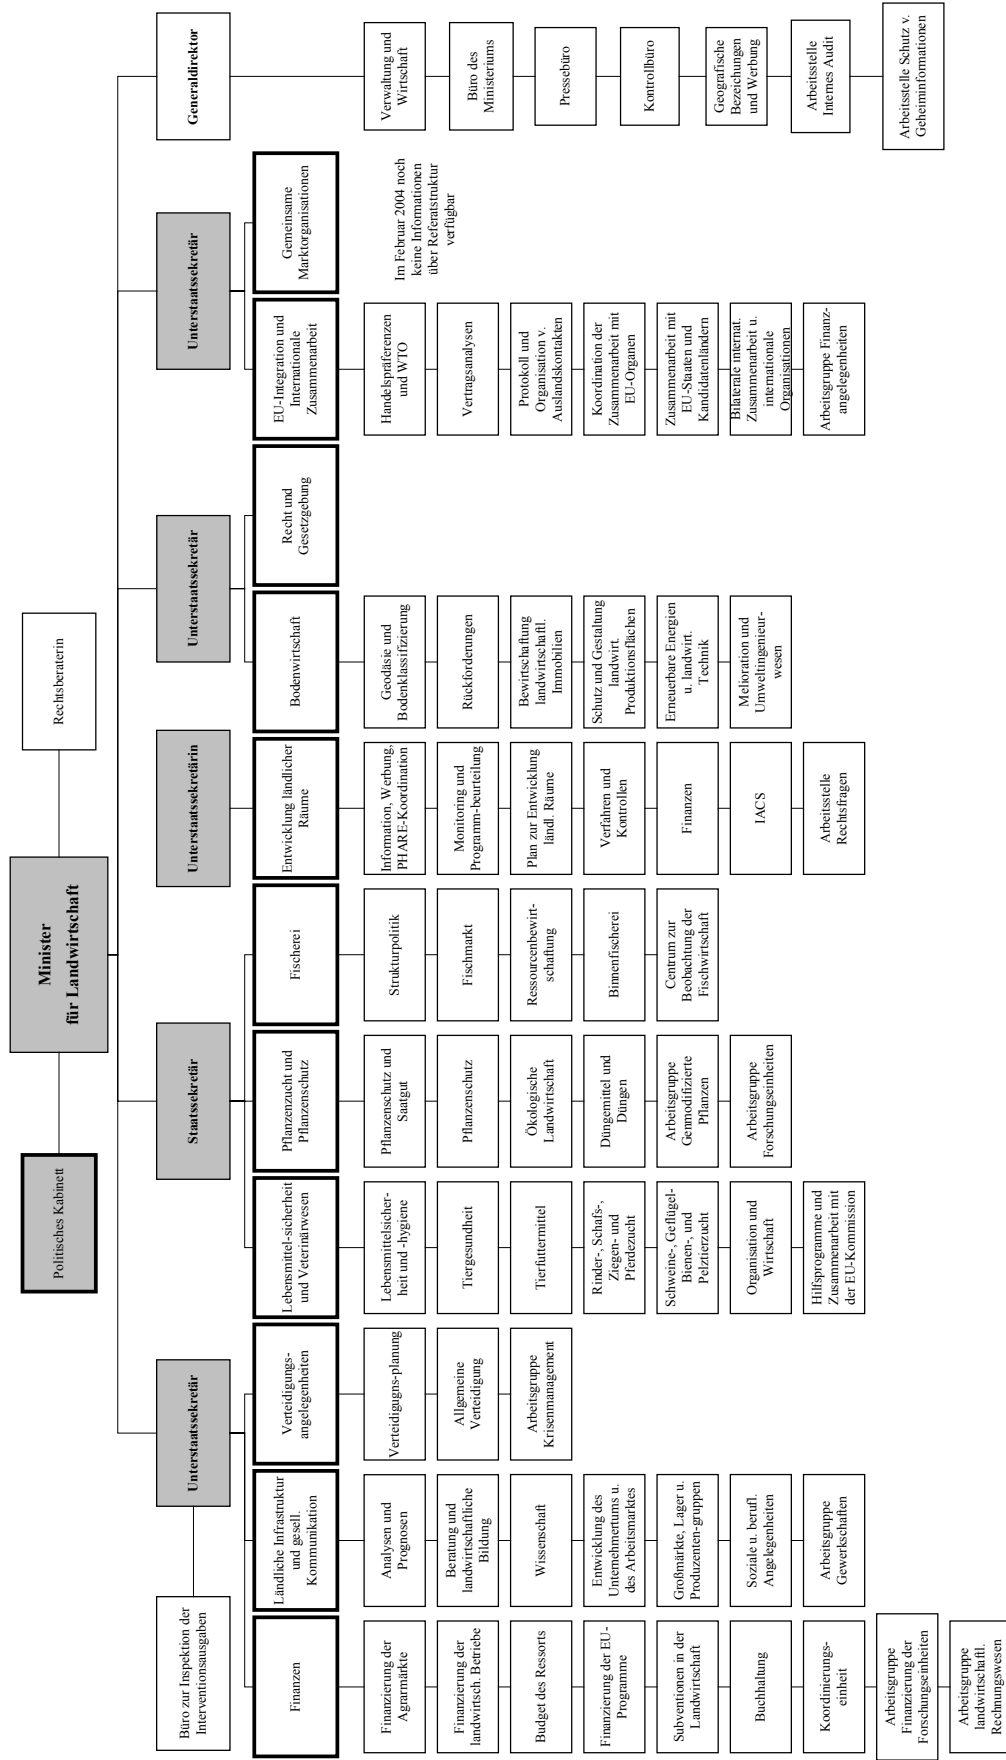 Minister
für Landwirtschaft
Politisches Kabinett
Rechtsberaterin
Büro zur Inspektion der
Interventionsausgaben
Unterstaatssekretär
Staatssekretär
Unterstaatssekretärin
Unterstaatssekretär
Unterstaatssekretär
Generaldirektor
Finanzen
Finanzierung der
Agrarmärkte
Finanzierung der
landwirtsch. Betriebe
Budget des Ressorts
Finanzierung der EU-
Programme
Subventionen in der
Landwirtschaft
Buchhaltung
Koordinierungs-
einheit
Arbeitsgruppe
Finanzierung der
Forschungseinheiten
Arbeitsgruppe
landwirtschaftl.
Rechnungswesen
Ländliche Infrastruktur
und gesell.
Kommunikation
Analysen und
Prognosen
Beratung und
landwirtschaftliche
Bildung
Wissenschaft
Entwicklung des
Unternehmertums u.
des Arbeitsmarktes
Großmärkte, Lager u.
Produzenten-gruppen
Soziale u. berufl.
Angelegenheiten
Arbeitsgruppe
Gewerkschaften
Verteidigungs-
angelegenheiten
Verteidigugns-planung
Allgemeine
Verteidigung
Arbeitsgruppe
Krisenmanagement
Lebensmittel-sicherheit
und Veterinärwesen
Lebensmittelsicher-
heit und -hygiene
Tiergesundheit
Tierfuttermittel
Rinder-, Schafs-,
Ziegen- und
Pferdezucht
Schweine-, Geflügel-
Bienen-, und
Pelztierzucht
Organisation und
Wirtschaft
Hilfsprogramme und
Zusammenarbeit mit
der EU-Kommission
Pflanzenzucht und
Pflanzenschutz
Pflanzenschutz und
Saatgut
Pflanzenschutz
Ökologische
Landwirtschaft
Düngemittel und
Düngen
Arbeitsgruppe
Genmodifizierte
Pflanzen
Arbeitsgruppe
Forschungseinheiten
Fischerei
Strukturpolitik
Fischmarkt
Ressourcenbewirt-
schaftung
Binnenfischerei
Centrum zur
Beobachtung der
Fischwirtschaft
Entwicklung ländlicher
Räume
Infomation, Werbung,
PHARE-Koordination
Monitoring und
Programm-beurteilung
Plan zur Entwicklung
ländl. Räume
Verfahren und
Kontrollen
Finanzen
IACS
Arbeitsstelle
Rechtsfragen
Bodenwirtschaft
Geodäsie und
Bodenklassifizierung
Rückforderungen
Bewirtschaftung
landwirtschaftl.
Immobilien
Schutz und Gestaltung
landwirt.
Produktionsflächen
Erneuerbare Energien
u. landwirt.
Technik
Melioration und
Umweltingenieur-
wesen
Recht und
Gesetzgebung
EU-Integration und
Internationale
Zusammenarbeit
Handelspräferenzen
und WTO
Vertragsanalysen
Protokoll und
Organisation v.
Auslandskontakten
Koordination der
Zusammenarbeit mit
EU-Organen
Zusammenarbeit mit
EU-Staaten und
Kandidatenländern
Bilaterale internat.
Zusammenarbeit u.
internationale
Organisationen
Arbeitsgruppe Finanz-
angelegenheiten
Gemeinsame
Marktorganisationen
Im Februar 2004 noch
keine Informationen
über Referatstruktur
verfügbar
Verwaltung und
Wirtschaft
Büro des
Ministeriums
Pressebüro
Kontrollbüro
Geografische
Bezeichungen
und Werbung
Arbeitsstelle
Internes Audit
Arbeitsstelle Schutz v.
Geheiminformationen